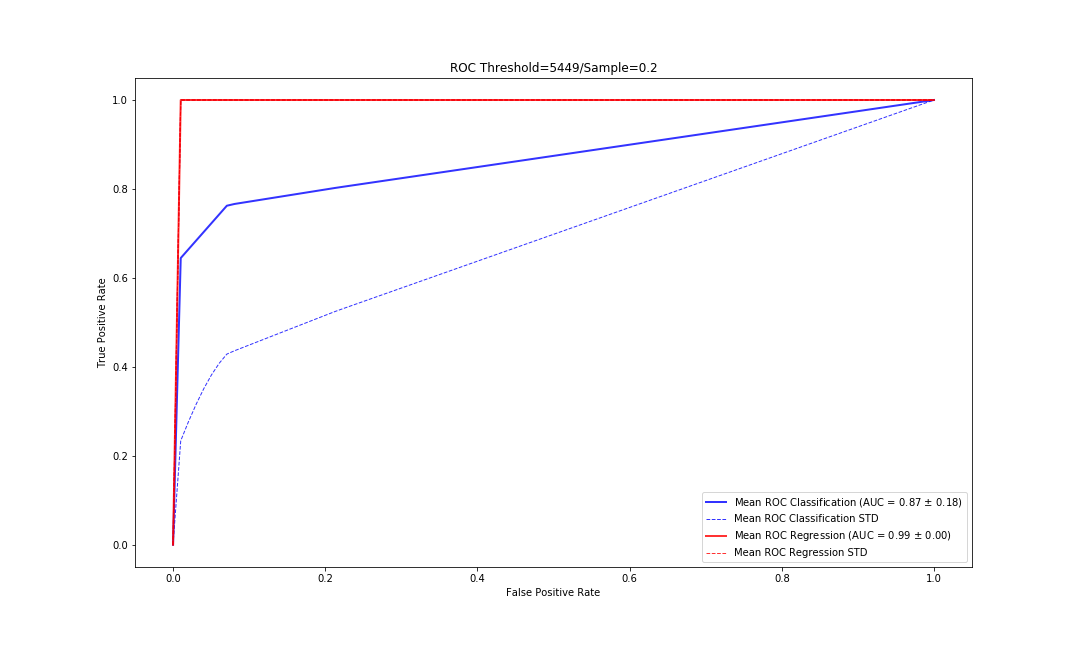 ROC Threshold=5449/Sample=0.2
1.0
0.8
0.6
0.4
0.2
0.0
True Positive Rate
Mean ROC Classification (AUC = 0.87 ± 0.18)
Mean ROC Classification STD
Mean ROC Regression (AUC = 0.99 ± 0.00)
Mean ROC Regression STD
0.0 0.2 0.4 0.6 0.8 1.0
False Positive Rate